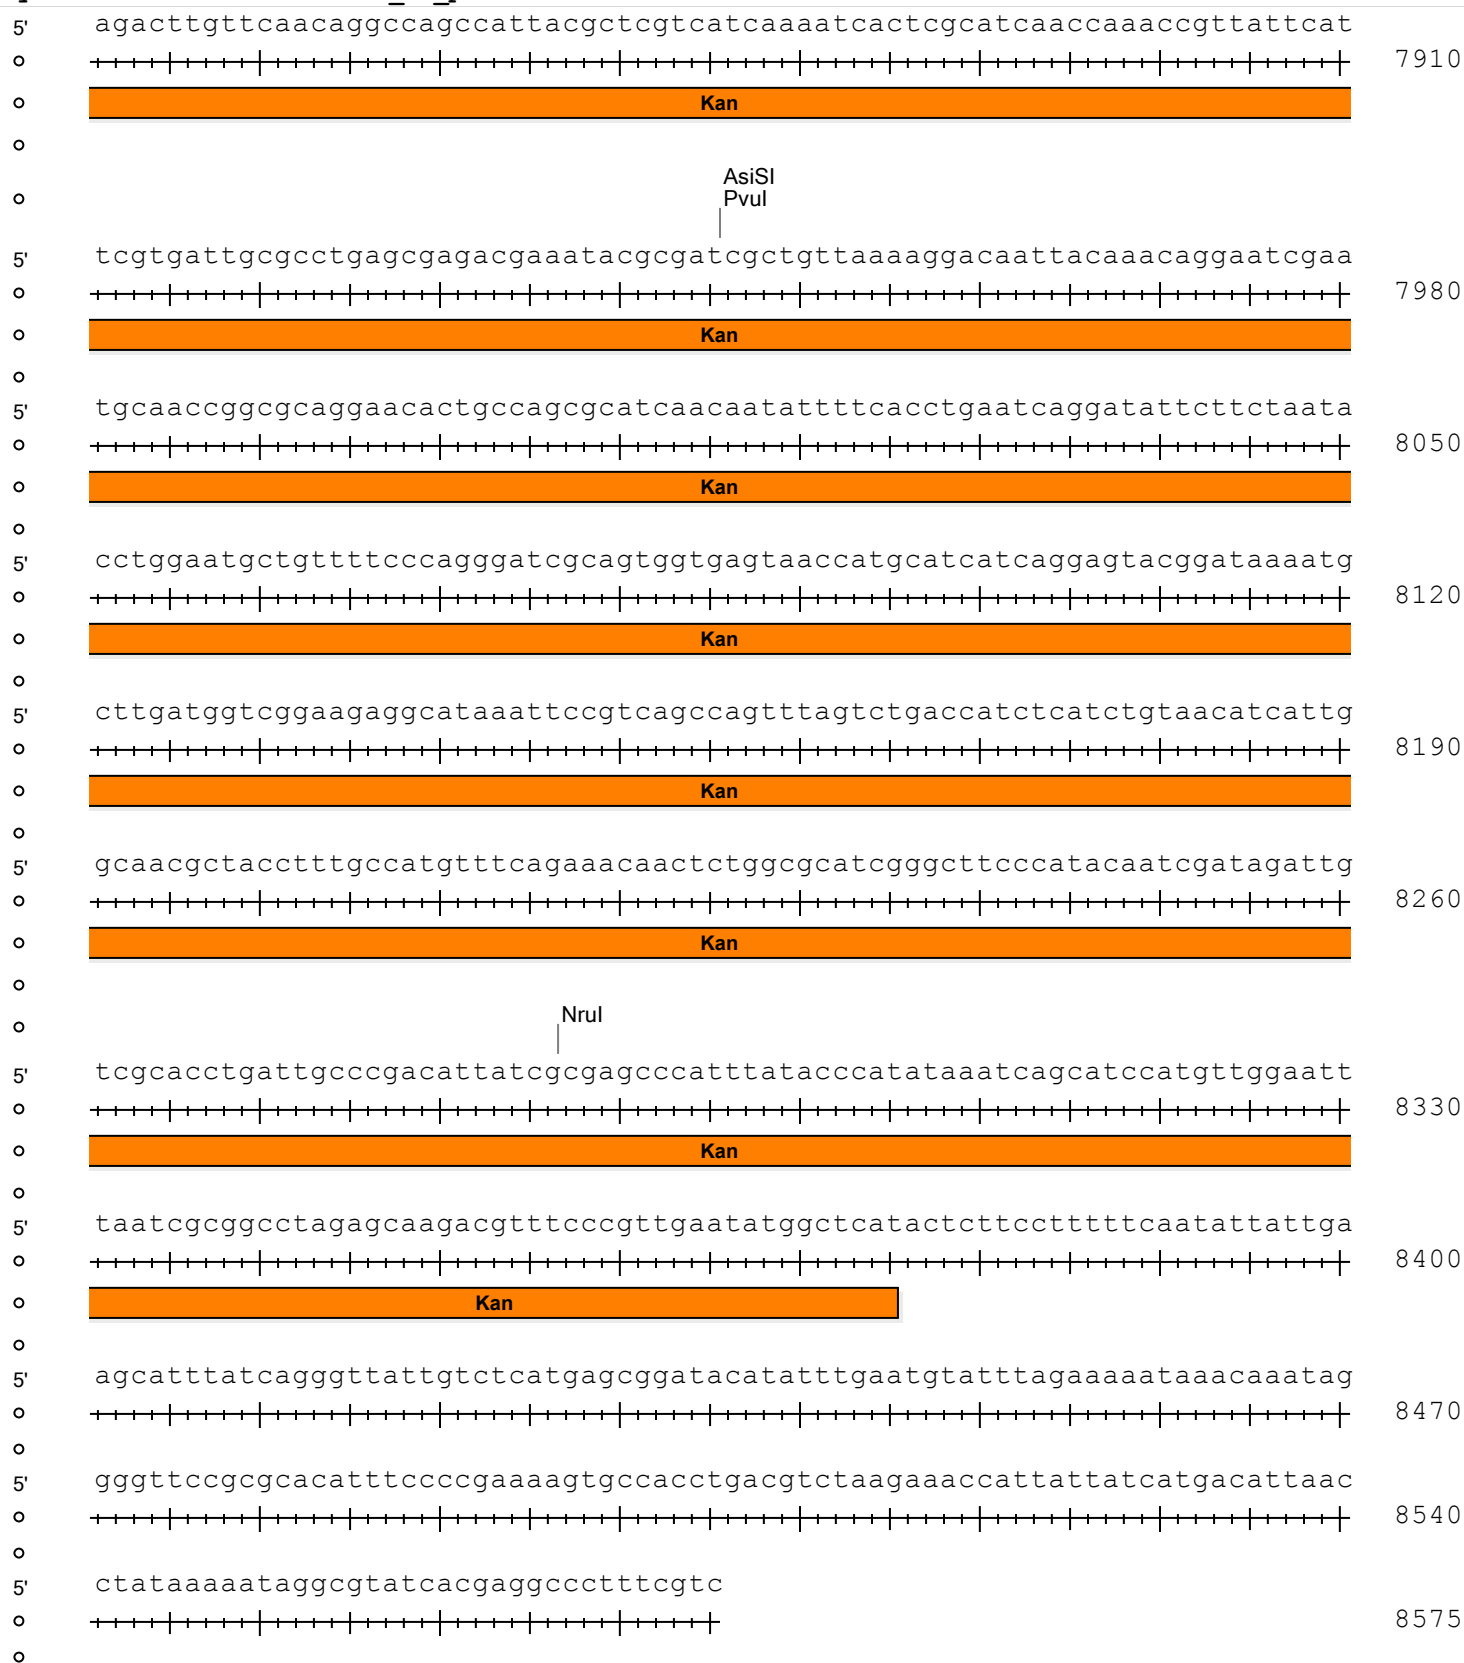 5' agacttgttcaacaggccagccattacgctcgtcatcaaaatcactcgcatcaaccaaaccgttattcat
7910
Kan
AsiSI
PvuI
5' tcgtgattgcgcctgagcgagacgaaatacgcgatcgctgttaaaaggacaattacaaacaggaatcgaa
7980
Kan
5' tgcaaccggcgcaggaacactgccagcgcatcaacaatattttcacctgaatcaggatattcttctaata
8050
Kan
5' cctggaatgctgttttcccagggatcgcagtggtgagtaaccatgcatcatcaggagtacggataaaatg
8120
Kan
5' cttgatggtcggaagaggcataaattccgtcagccagtttagtctgaccatctcatctgtaacatcattg
8190
Kan
5' gcaacgctacctttgccatgtttcagaaacaactctggcgcatcgggcttcccatacaatcgatagattg
8260
Kan
NruI
5' tcgcacctgattgcccgacattatcgcgagcccatttatacccatataaatcagcatccatgttggaatt
8330
Kan
5' taatcgcggcctagagcaagacgtttcccgttgaatatggctcatactcttcctttttcaatattattga
8400
Kan
5' agcatttatcagggttattgtctcatgagcggatacatatttgaatgtatttagaaaaataaacaaatag
8470
5' gggttccgcgcacatttccccgaaaagtgccacctgacgtctaagaaaccattattatcatgacattaac
8540
5' ctataaaaataggcgtatcacgaggccctttcgtc
8575